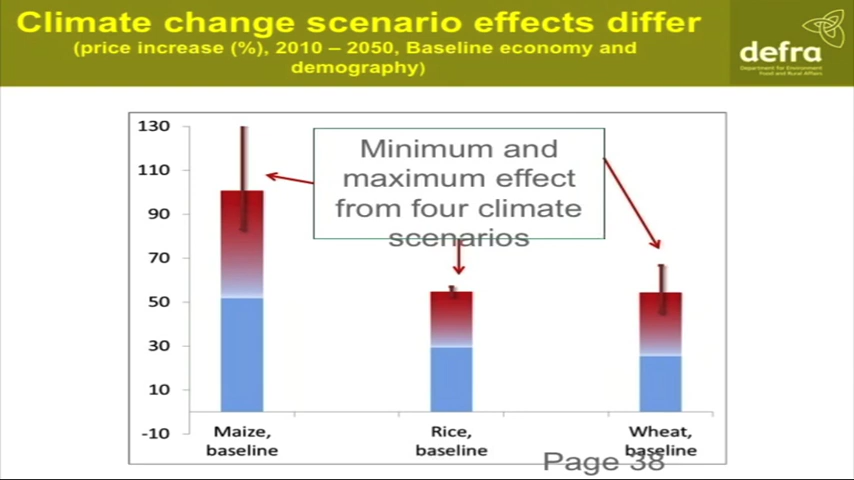 Climate change scenario effects differ
(price increase (%), 2010 – 2050, Baseline economy and
demography)
defra
Department for Environment
Food and Rural Affairs
130
110
90
70
50
30
10
-10
Minimum and
maximum effect
from four climate
scenarios
Maize,
baseline
Rice,
baseline
Wheat,
baseline
Page 38